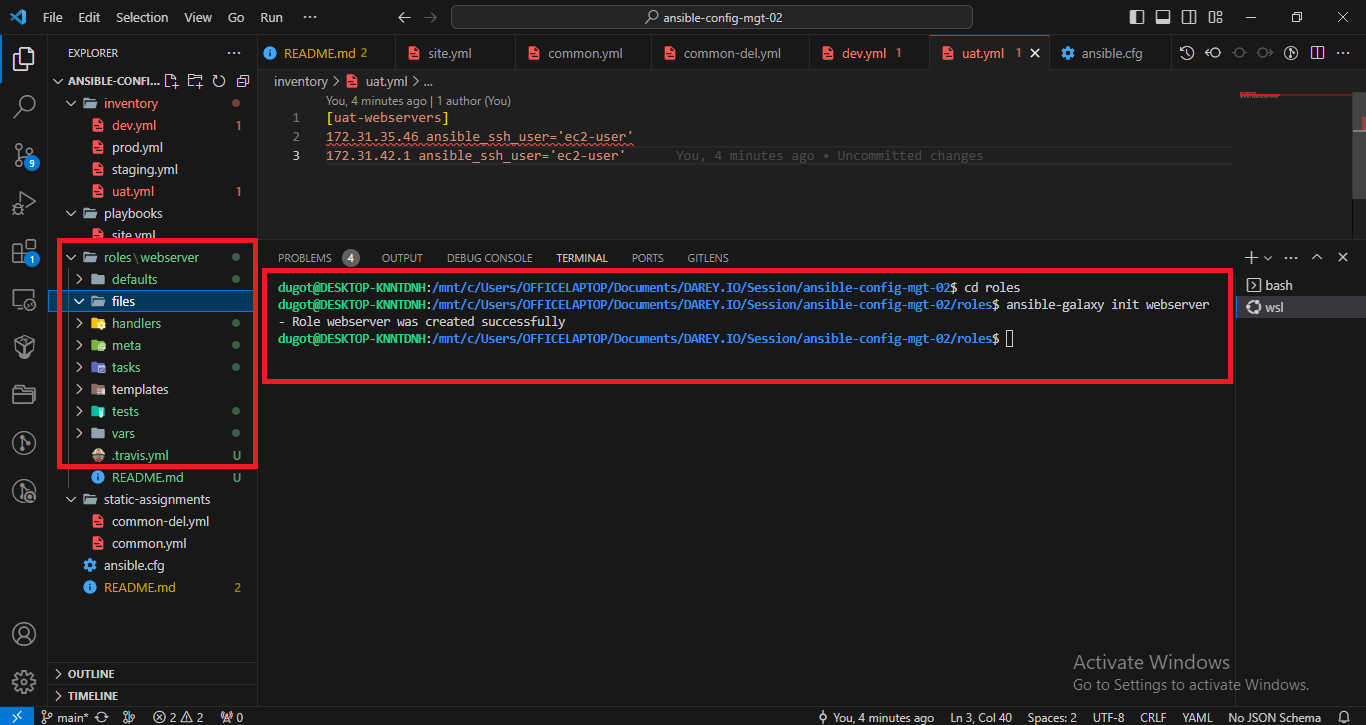 File Edit Selection View Go Run ···
ansible-config-mgt-02
EXPLORER
ANSIBLE-CONFI...
inventory
dev.yml 1
prod.yml
staging.yml
uat.yml 1
playbooks
site.yml
roles\webserver
defaults
files
handlers
meta
tasks
templates
tests
vars
.travis.yml U
README.md U
static-assignments
common-del.yml
common.yml
ansible.cfg
README.md 2
OUTLINE
TIMELINE
9
1
README.md 2 site.yml common.yml common-del.yml dev.yml 1 uat.yml 1 ansible.cfg
inventory > uat.yml > ...
You, 4 minutes ago | 1 author (You)
1 [uat-webservers]
2 172.31.35.46 ansible_ssh_user='ec2-user'
3 172.31.42.1 ansible_ssh_user='ec2-user' You, 4 minutes ago • Uncommitted changes
PROBLEMS 4 OUTPUT DEBUG CONSOLE TERMINAL PORTS GITLENS
dugot@DESKTOP-KNNTDNH:/mnt/c/Users/OFFICELAPTOP/Documents/DAREY.IO/Session/ansible-config-mgt-02$ cd roles
dugot@DESKTOP-KNNTDNH:/mnt/c/Users/OFFICELAPTOP/Documents/DAREY.IO/Session/ansible-config-mgt-02/roles$ ansible-galaxy init webserver
- Role webserver was created successfully
dugot@DESKTOP-KNNTDNH:/mnt/c/Users/OFFICELAPTOP/Documents/DAREY.IO/Session/ansible-config-mgt-02/roles$
bash
wsl
Activate Windows
Go to Settings to activate Windows.
main* 2 2 0 You, 4 minutes ago Ln 3, Col 40 Spaces: 2 UTF-8 CRLF YAML No JSON Schema